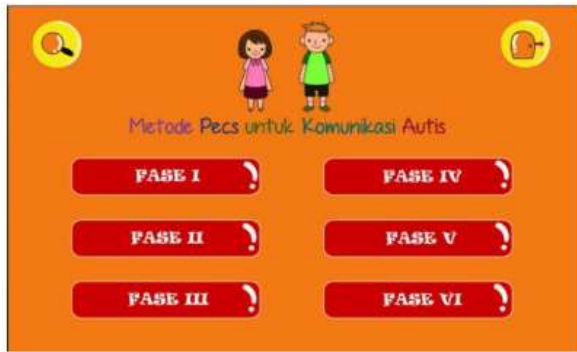 Metode Pecs untuk Komunikasi Autis
FASE I
FASE IV
FASE II
FASE V
FASE III
FASE VI